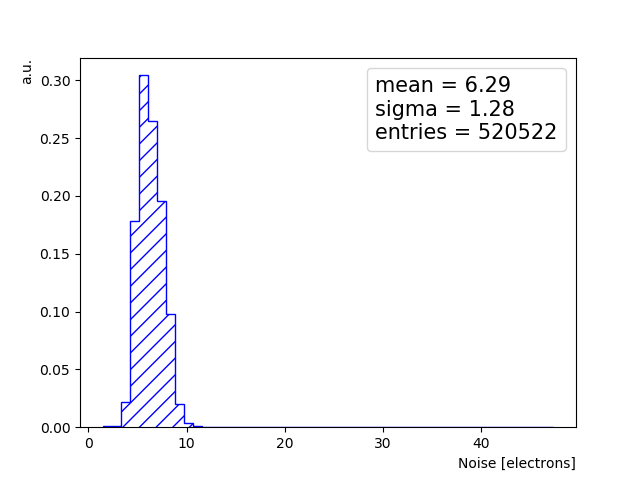 a.u.
mean = 6.29
sigma = 1.28
entries = 520522
0.30
0.25
0.20
0.15
0.10
0.05
0.00
0 10 20 30 40
Noise [electrons]